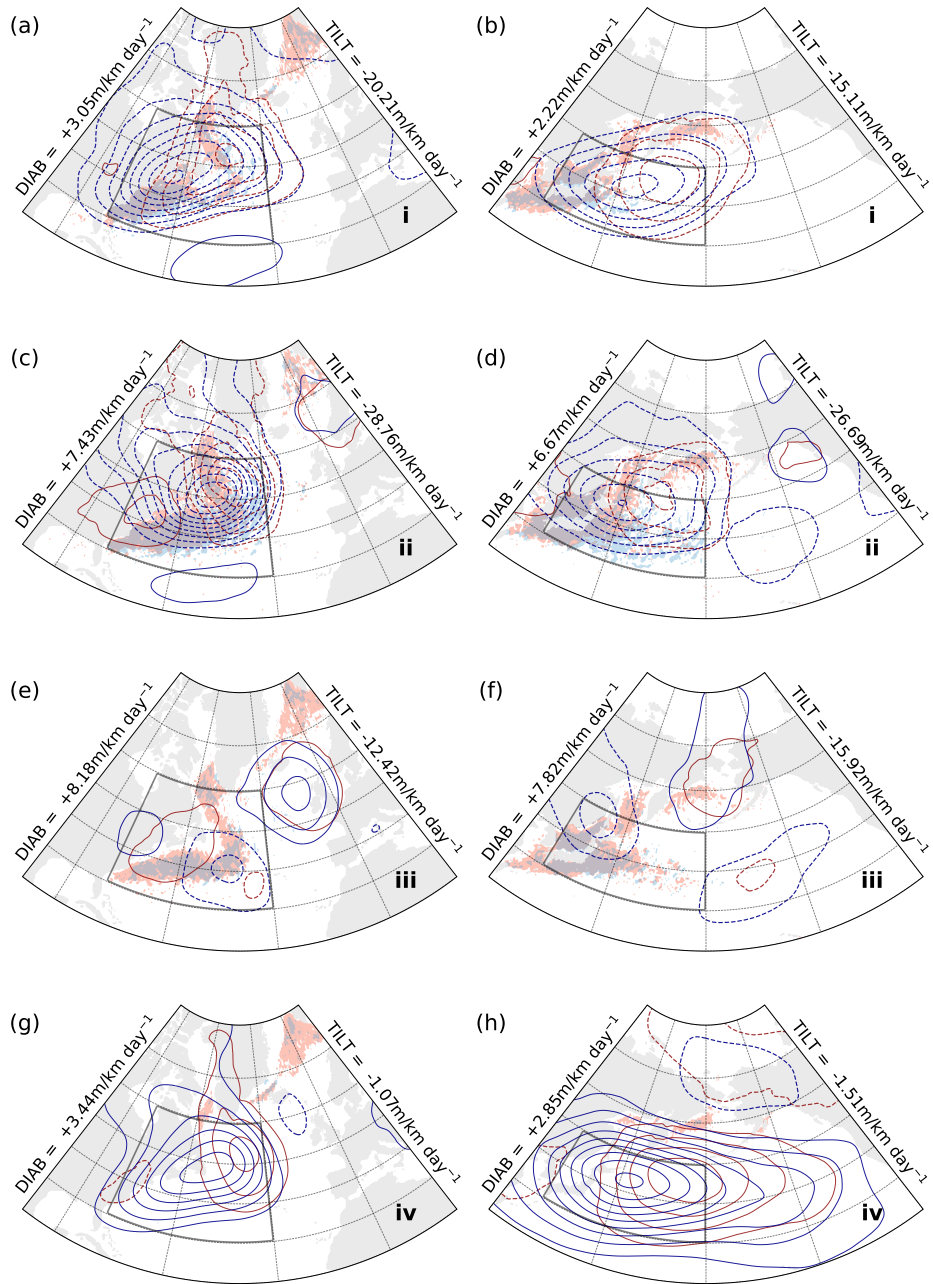 (a)
DIAB = +3.05m/km day⁻¹
TILT = -20.21m/km day⁻¹
i
(b)
DIAB = +2.22m/km day⁻¹
TILT = -15.11m/km day⁻¹
i
(c)
DIAB = +7.43m/km day⁻¹
TILT = -28.76m/km day⁻¹
ii
(d)
DIAB = +6.67m/km day⁻¹
TILT = -26.69m/km day⁻¹
ii
(e)
DIAB = +8.18m/km day⁻¹
TILT = -12.42m/km day⁻¹
iii
(f)
DIAB = +7.82m/km day⁻¹
TILT = -15.92m/km day⁻¹
iii
(g)
DIAB = +3.44m/km day⁻¹
TILT = -1.07m/km day⁻¹
iv
(h)
DIAB = +2.85m/km day⁻¹
TILT = -1.51m/km day⁻¹
iv